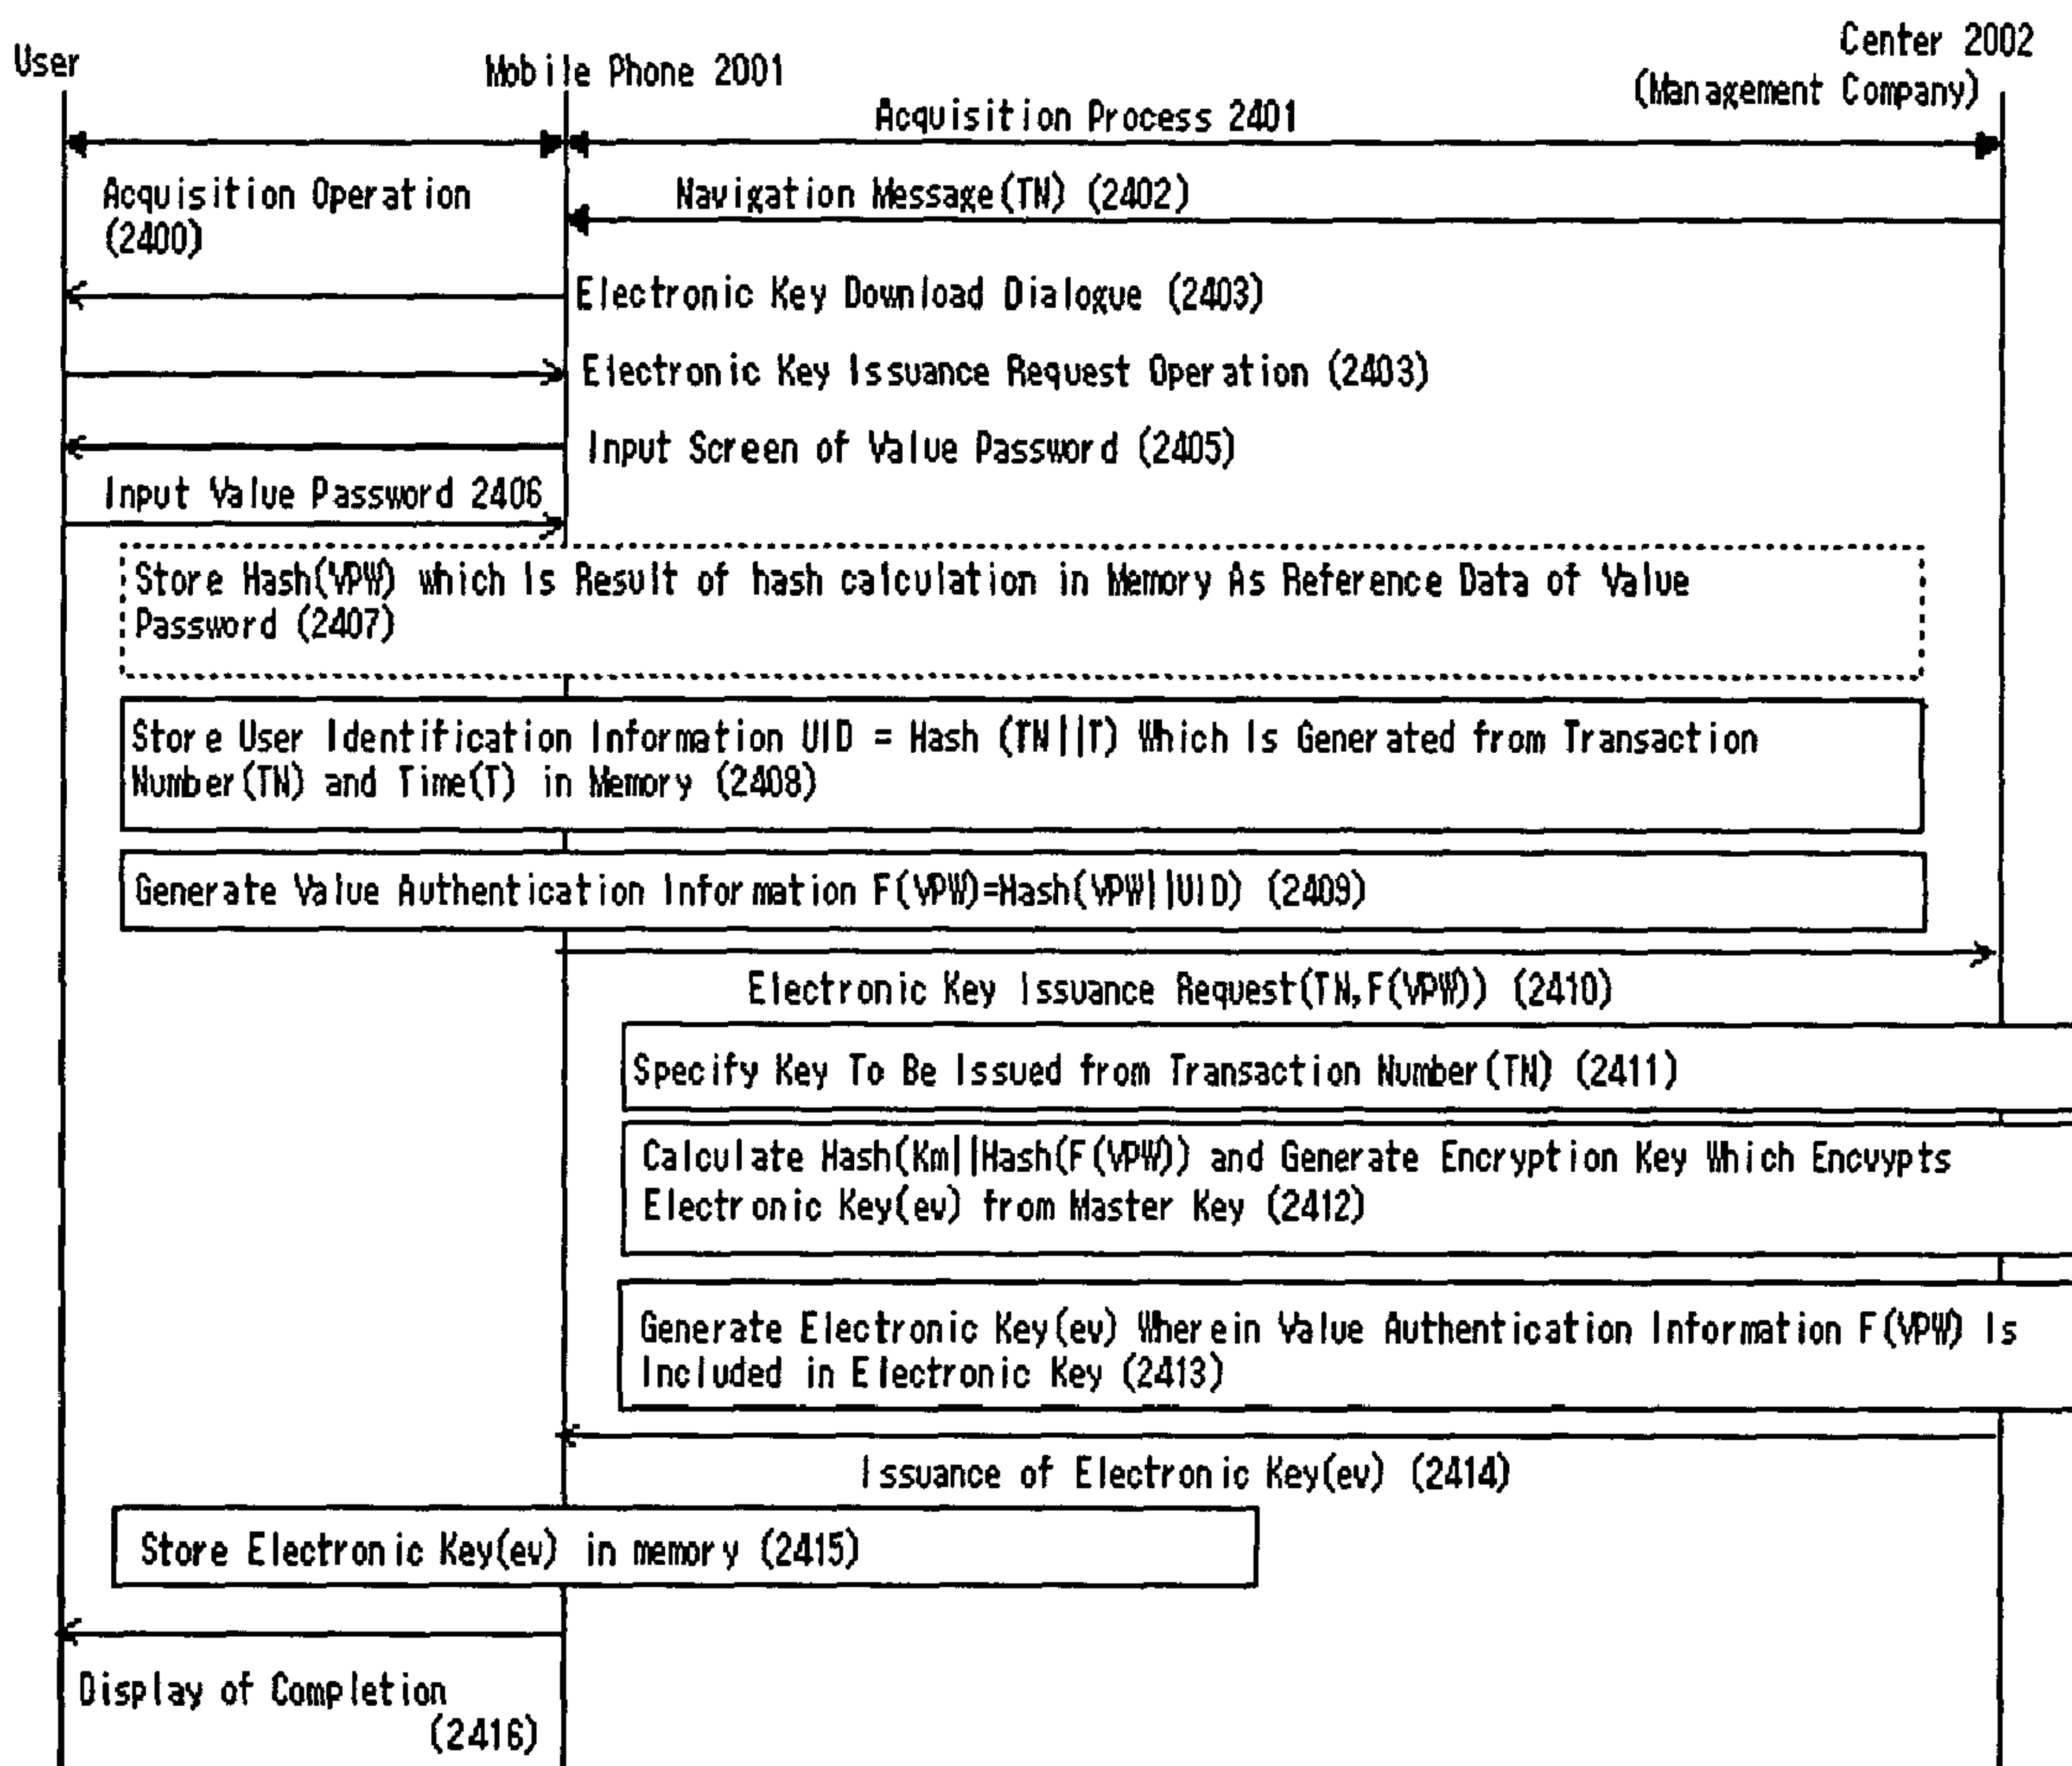 User
Mobile Phone 2001
Center 2002
(Management Company)
Acquisition Process 2401
Acquisition Operation
(2400)
Navigation Message(TN) (2402)
Electronic Key Download Dialogue (2403)
Electronic Key Issuance Request Operation (2403)
Input Screen of Value Password (2405)
Input Value Password 2406
Store Hash(VPW) which Is Result of hash calculation in Memory As Reference Data of Value
Password (2407)
Store User Identification Information UID = Hash (TN||T) Which Is Generated from Transaction
Number(TN) and Time(T) in Memory (2408)
Generate Value Authentication Information F(VPW)=Hash(VPW||UID) (2409)
Electronic Key Issuance Request(TN,F(VPW)) (2410)
Specify Key To Be Issued from Transaction Number(TN) (2411)
Calculate Hash(Km||Hash(F(VPW)) and Generate Encryption Key Which Encuypts
Electronic Key(ev) from Master Key (2412)
Generate Electronic Key(ev) Wherein Value Authentication Information F(VPW) Is
Included in Electronic Key (2413)
Issuance of Electronic Key(ev) (2414)
Store Electronic Key(ev) in memory (2415)
Display of Completion
(2416)